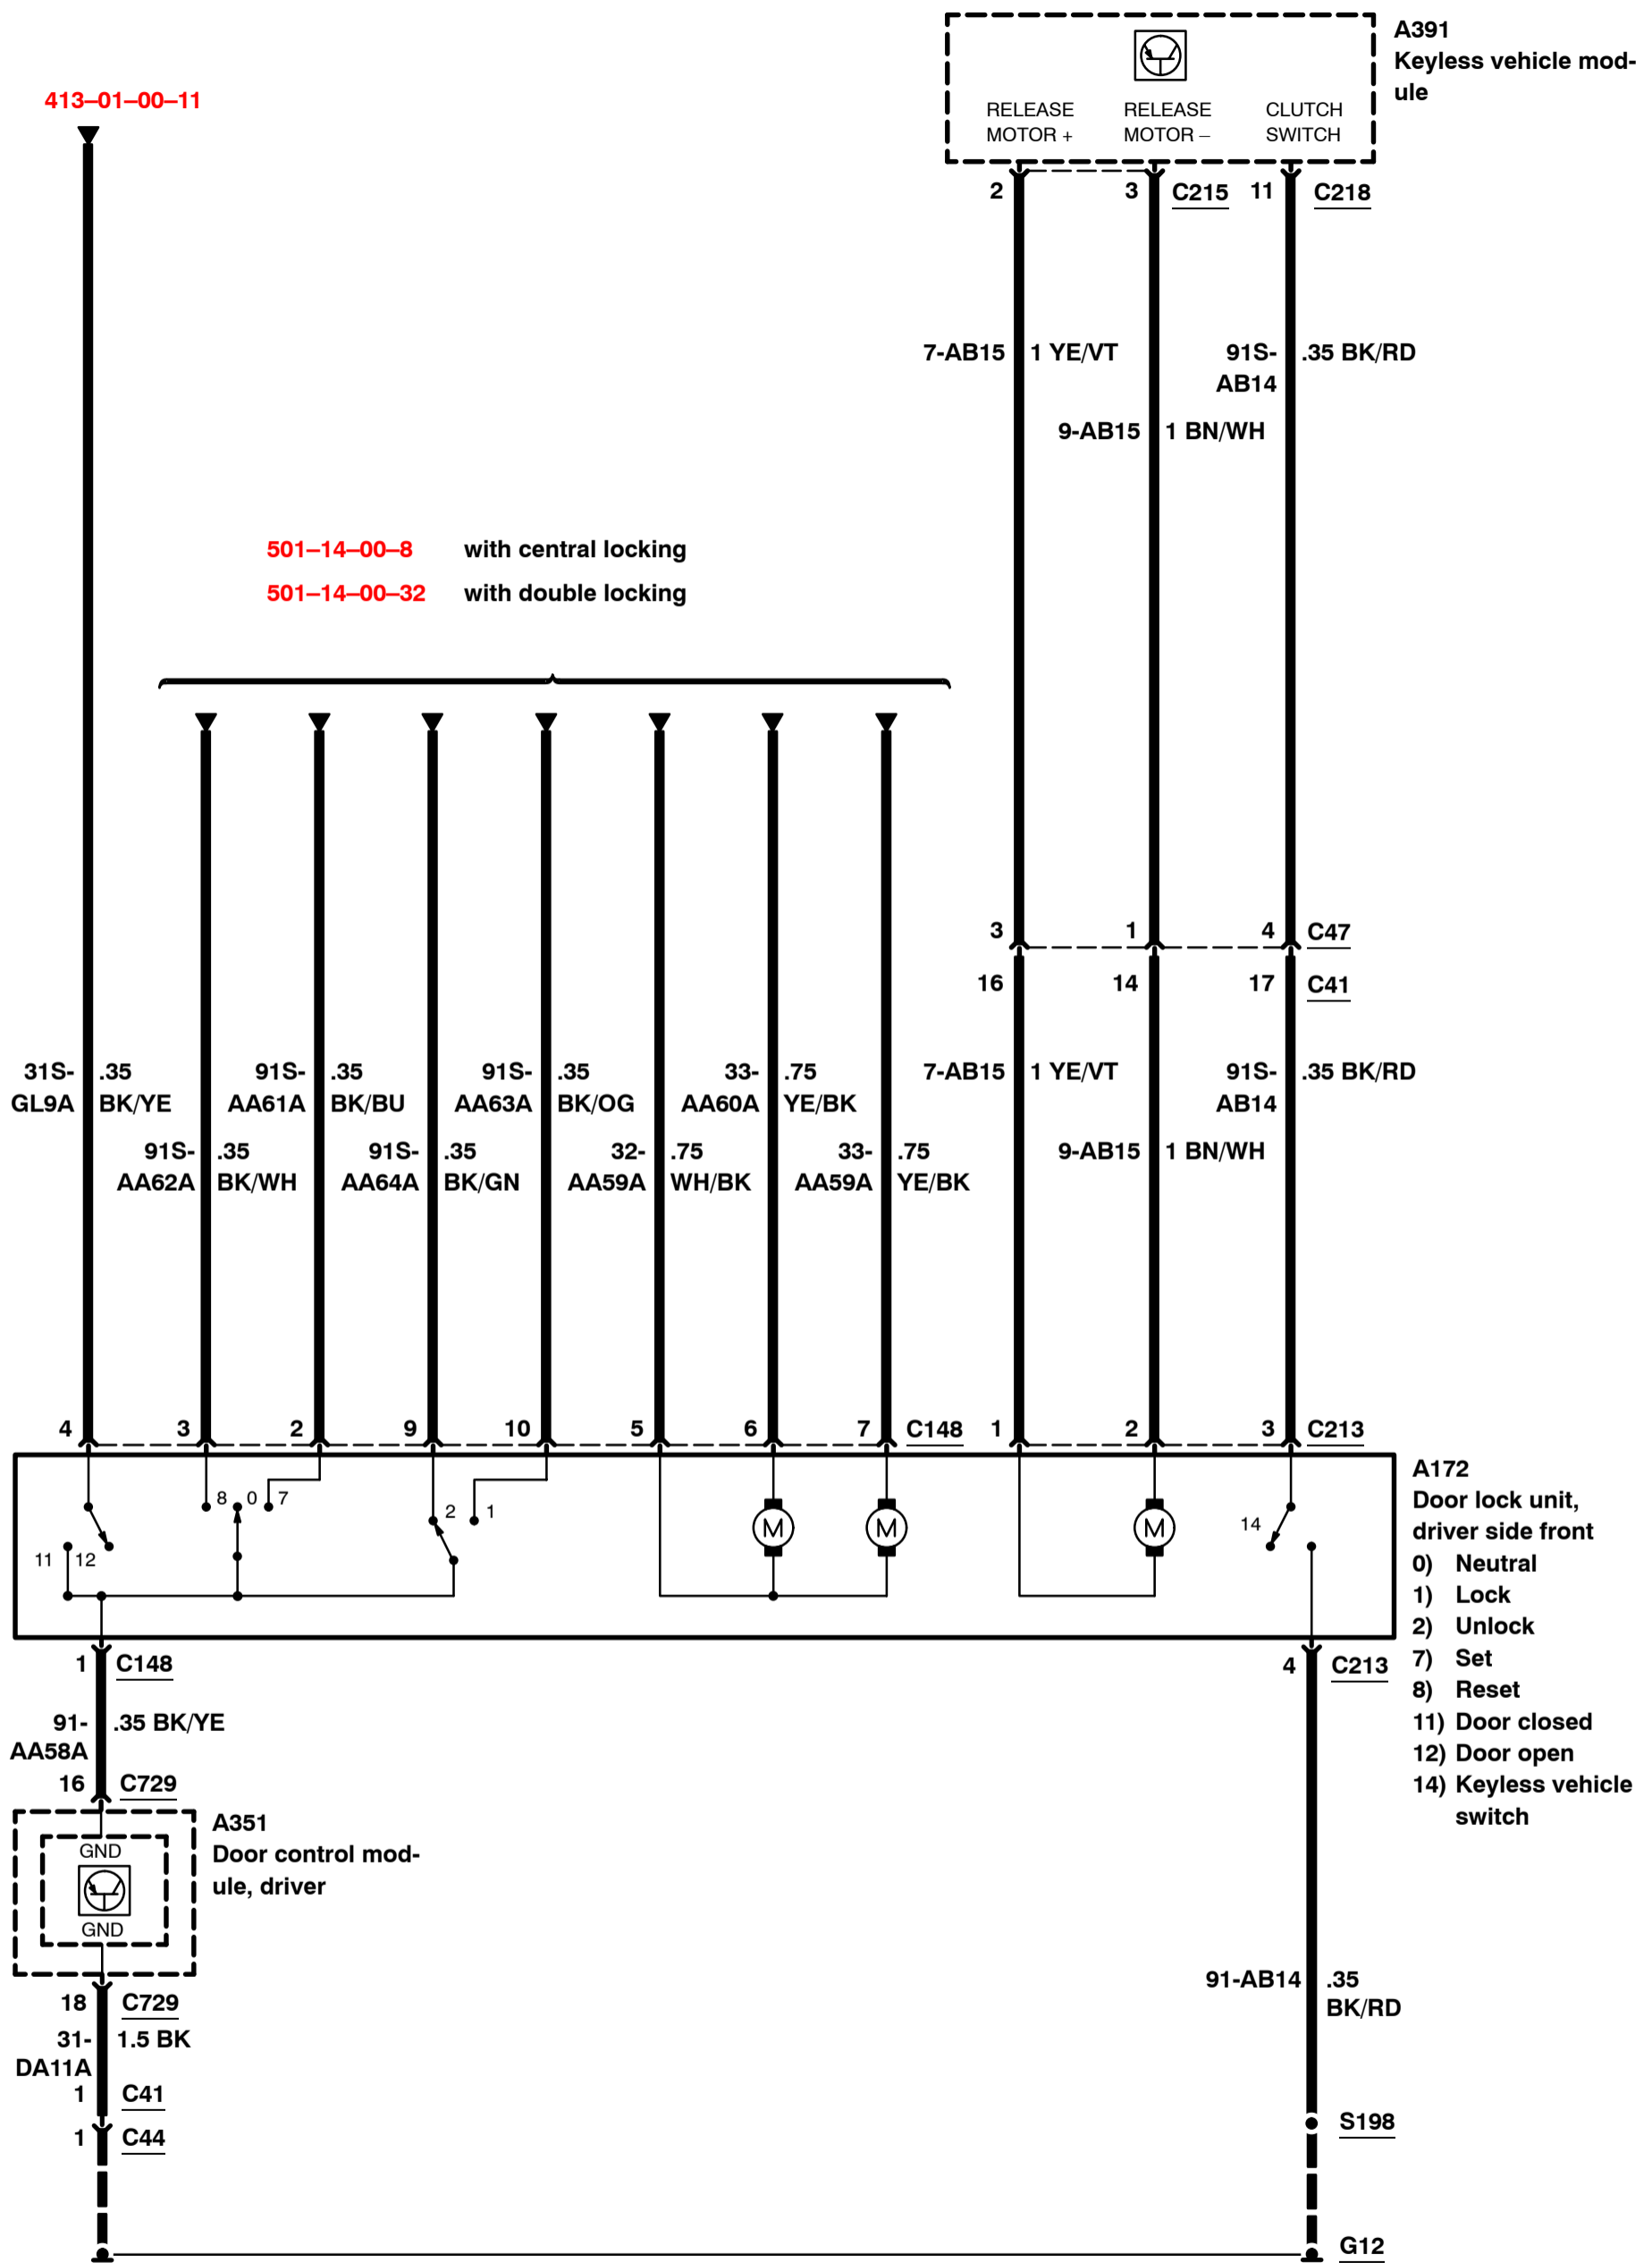 A391
Keyless vehicle mod-
ule
413–01–00–11
RELEASE RELEASE CLUTCH
MOTOR + MOTOR – SWITCH
2 3 C215 11 C218
7-AB15 1 YE/VT 91S- .35 BK/RD
AB14
9-AB15 1 BN/WH
501–14–00–8 with central locking
501–14–00–32 with double locking
3 1 4 C47
16 14 17 C41
31S- .35 91S- .35 91S- .35 33- .75 7-AB15 1 YE/VT 91S- .35 BK/RD
GL9A BK/YE AA61A BK/BU AA63A BK/OG AA60A YE/BK AB14
91S- .35 91S- .35 32- .75 33- .75 9-AB15 1 BN/WH
AA62A BK/WH AA64A BK/GN AA59A WH/BK AA59A YE/BK
4 3 2 9 10 5 6 7 C148 1 2 3 C213
A172
Door lock unit,
driver side front
0) Neutral
1) Lock
2) Unlock
7) Set
8) Reset
11) Door closed
12) Door open
14) Keyless vehicle
switch
8 0 7 2 1
M M M 14
11 12
1 C148 4 C213
91- .35 BK/YE
AA58A
16 C729
A351
Door control mod-
ule, driver
GND
GND
91-AB14 .35
BK/RD
18 C729
31- 1.5 BK
DA11A
1 C41
1 C44
S198
G12